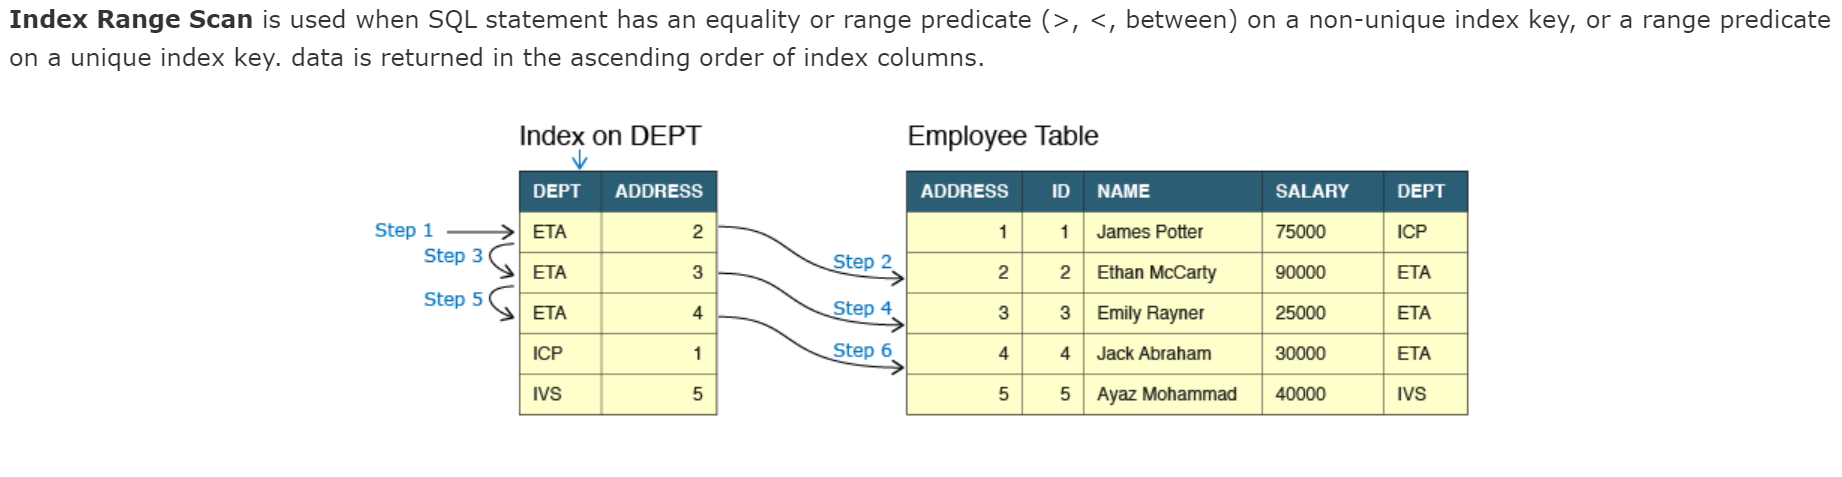 Index Range Scan is used when SQL statement has an equality or range predicate (>, <, between) on a non-unique index key, or a range predicate
on a unique index key. data is returned in the ascending order of index columns.
Index on DEPT
Employee Table
DEPT ADDRESS
ADDRESS ID NAME SALARY DEPT
Step 1
ETA 2
1 1 James Potter 75000 ICP
Step 3
Step 2
ETA 3
2 2 Ethan McCarty 90000 ETA
Step 5
Step 4
ETA 4
3 3 Emily Rayner 25000 ETA
Step 6
ICP 1
4 4 Jack Abraham 30000 ETA
IVS 5
5 5 Ayaz Mohammad 40000 IVS